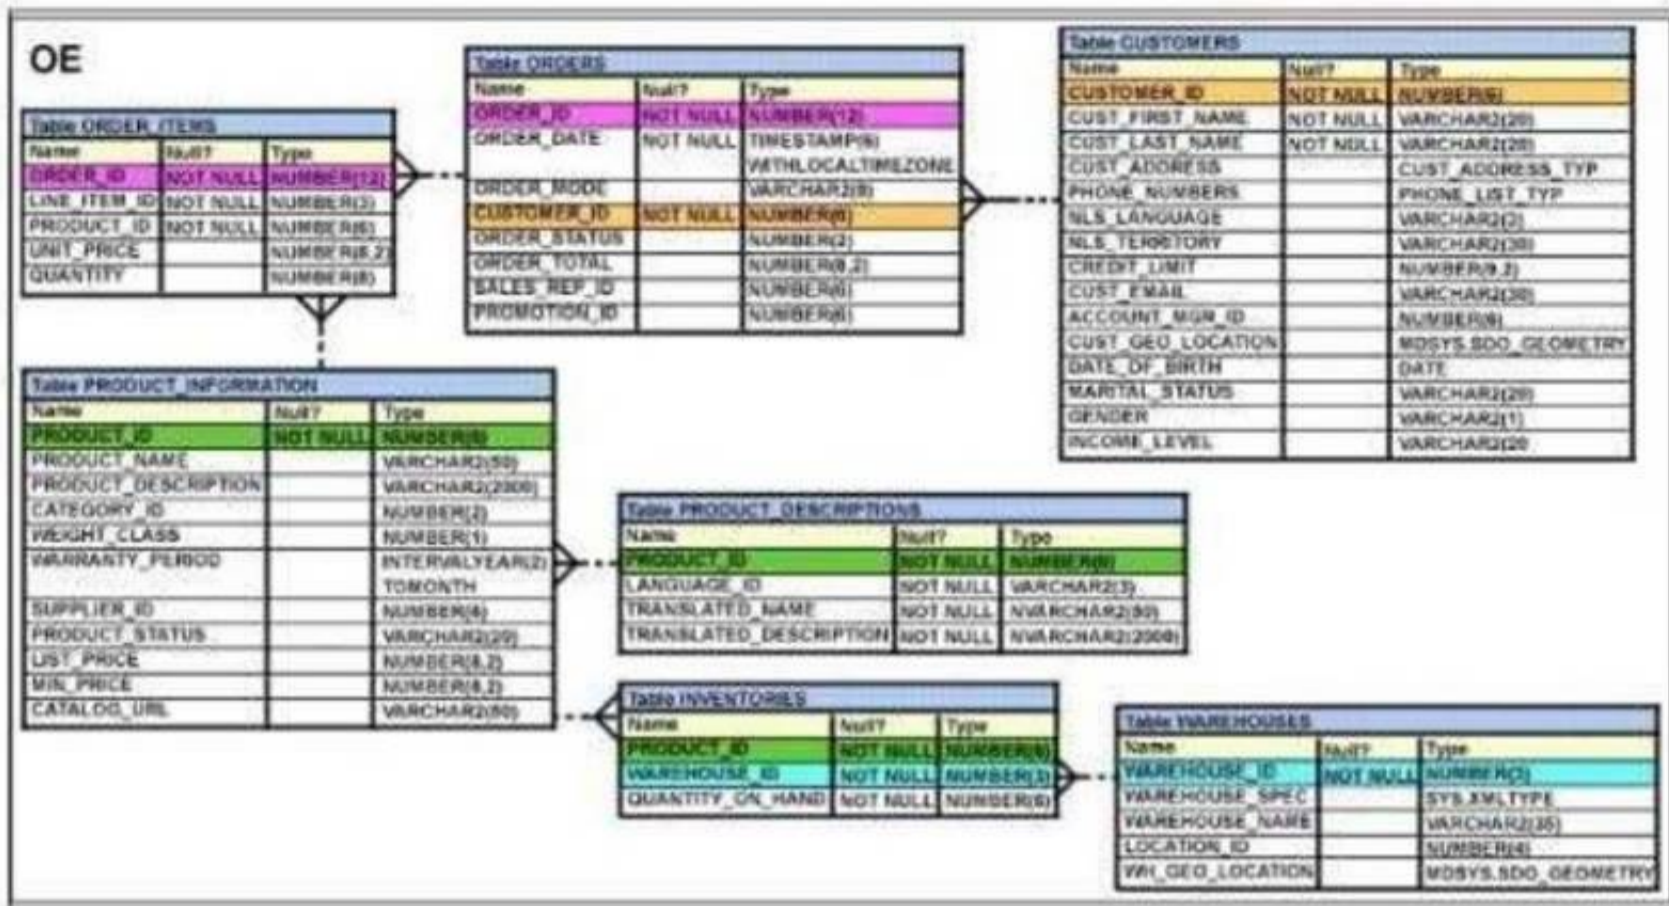 OE
Table ORDER_ITEMS
Name Null? Type
ORDER_ID NOT NULL NUMBER(12)
LINE_ITEM_ID NOT NULL NUMBER(3)
PRODUCT_ID NOT NULL NUMBER(6)
UNIT_PRICE NUMBER(8,2)
QUANTITY NUMBER(8)
Table ORDERS
Name Null? Type
ORDER_ID NOT NULL NUMBER(12)
ORDER_DATE NOT NULL TIMESTAMP(6)
WITHLOCALTIMEZONE
ORDER_MODE VARCHAR2(8)
CUSTOMER_ID NOT NULL NUMBER(6)
ORDER_STATUS NUMBER(2)
ORDER_TOTAL NUMBER(8,2)
SALES_REP_ID NUMBER(6)
PROMOTION_ID NUMBER(6)
Table CUSTOMERS
Name Null? Type
CUSTOMER_ID NOT NULL NUMBER(6)
CUST_FIRST_NAME NOT NULL VARCHAR2(20)
CUST_LAST_NAME NOT NULL VARCHAR2(20)
CUST_ADDRESS CUST_ADDRESS_TYP
PHONE_NUMBERS PHONE_LIST_TYP
NLS_LANGUAGE VARCHAR2(3)
NLS_TERRITORY VARCHAR2(30)
CREDIT_LIMIT NUMBER(9,2)
CUST_EMAIL VARCHAR2(30)
ACCOUNT_MGR_ID NUMBER(6)
CUST_GEO_LOCATION MDSYS.SDO_GEOMETRY
DATE_OF_BIRTH DATE
MARITAL_STATUS VARCHAR2(20)
GENDER VARCHAR2(1)
INCOME_LEVEL VARCHAR2(20
Table PRODUCT_INFORMATION
Name Null? Type
PRODUCT_ID NOT NULL NUMBER(6)
PRODUCT_NAME VARCHAR2(50)
PRODUCT_DESCRIPTION VARCHAR2(2000)
CATEGORY_ID NUMBER(2)
WEIGHT_CLASS NUMBER(1)
WARRANTY_PERIOD INTERVALYEAR(2)
TOMONTH
SUPPLIER_ID NUMBER(6)
PRODUCT_STATUS VARCHAR2(20)
LIST_PRICE NUMBER(8,2)
MIN_PRICE NUMBER(8,2)
CATALOG_URL VARCHAR2(50)
Table PRODUCT_DESCRIPTIONS
Name Null? Type
PRODUCT_ID NOT NULL NUMBER(6)
LANGUAGE_ID NOT NULL VARCHAR2(3)
TRANSLATED_NAME NOT NULL NVARCHAR2(50)
TRANSLATED_DESCRIPTION NOT NULL NVARCHAR2(2000)
Table INVENTORIES
Name Null? Type
PRODUCT_ID NOT NULL NUMBER(6)
WAREHOUSE_ID NOT NULL NUMBER(3)
QUANTITY_ON_HAND NOT NULL NUMBER(8)
Table WAREHOUSES
Name Null? Type
WAREHOUSE_ID NOT NULL NUMBER(3)
WAREHOUSE_SPEC SYS.XMLTYPE
WAREHOUSE_NAME VARCHAR2(35)
LOCATION_ID NUMBER(4)
WH_GEO_LOCATION MDSYS.SDO_GEOMETRY